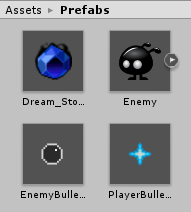 Assets ▸ Prefabs
Dream_Sto... Enemy
EnemyBulle... PlayerBulle...